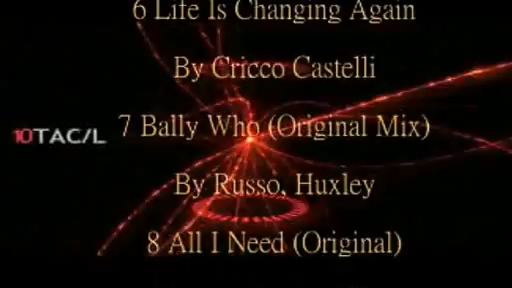 6 Life Is Changing Again
By Cricco Castelli
10TAC/L
7 Bally Who (Original Mix)
By Russo, Huxley
8 All I Need (Original)